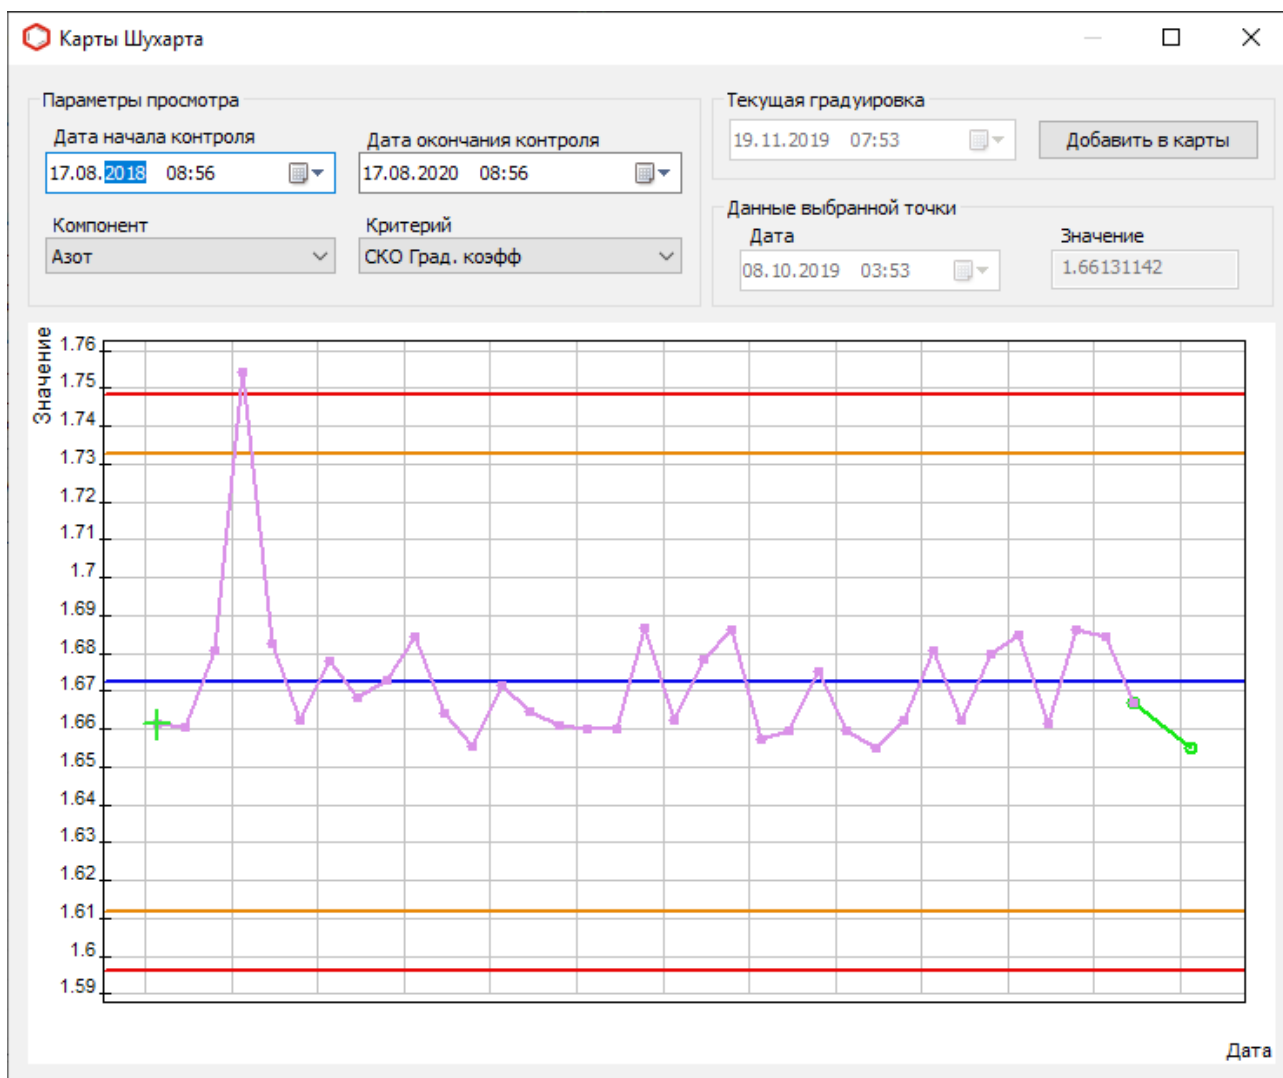 Карты Шухарта
Параметры просмотра
Дата начала контроля
Дата окончания контроля
17.08.2018 08:56
17.08.2020 08:56
Компонент
Критерий
Азот
СКО Град. коэфф
Текущая градуировка
19.11.2019 07:53
Добавить в карты
Данные выбранной точки
Дата
Значение
08.10.2019 03:53
1.66131142
Значение
1.76
1.75
1.74
1.73
1.72
1.71
1.7
1.69
1.68
1.67
1.66
1.65
1.64
1.63
1.62
1.61
1.6
1.59
Дата